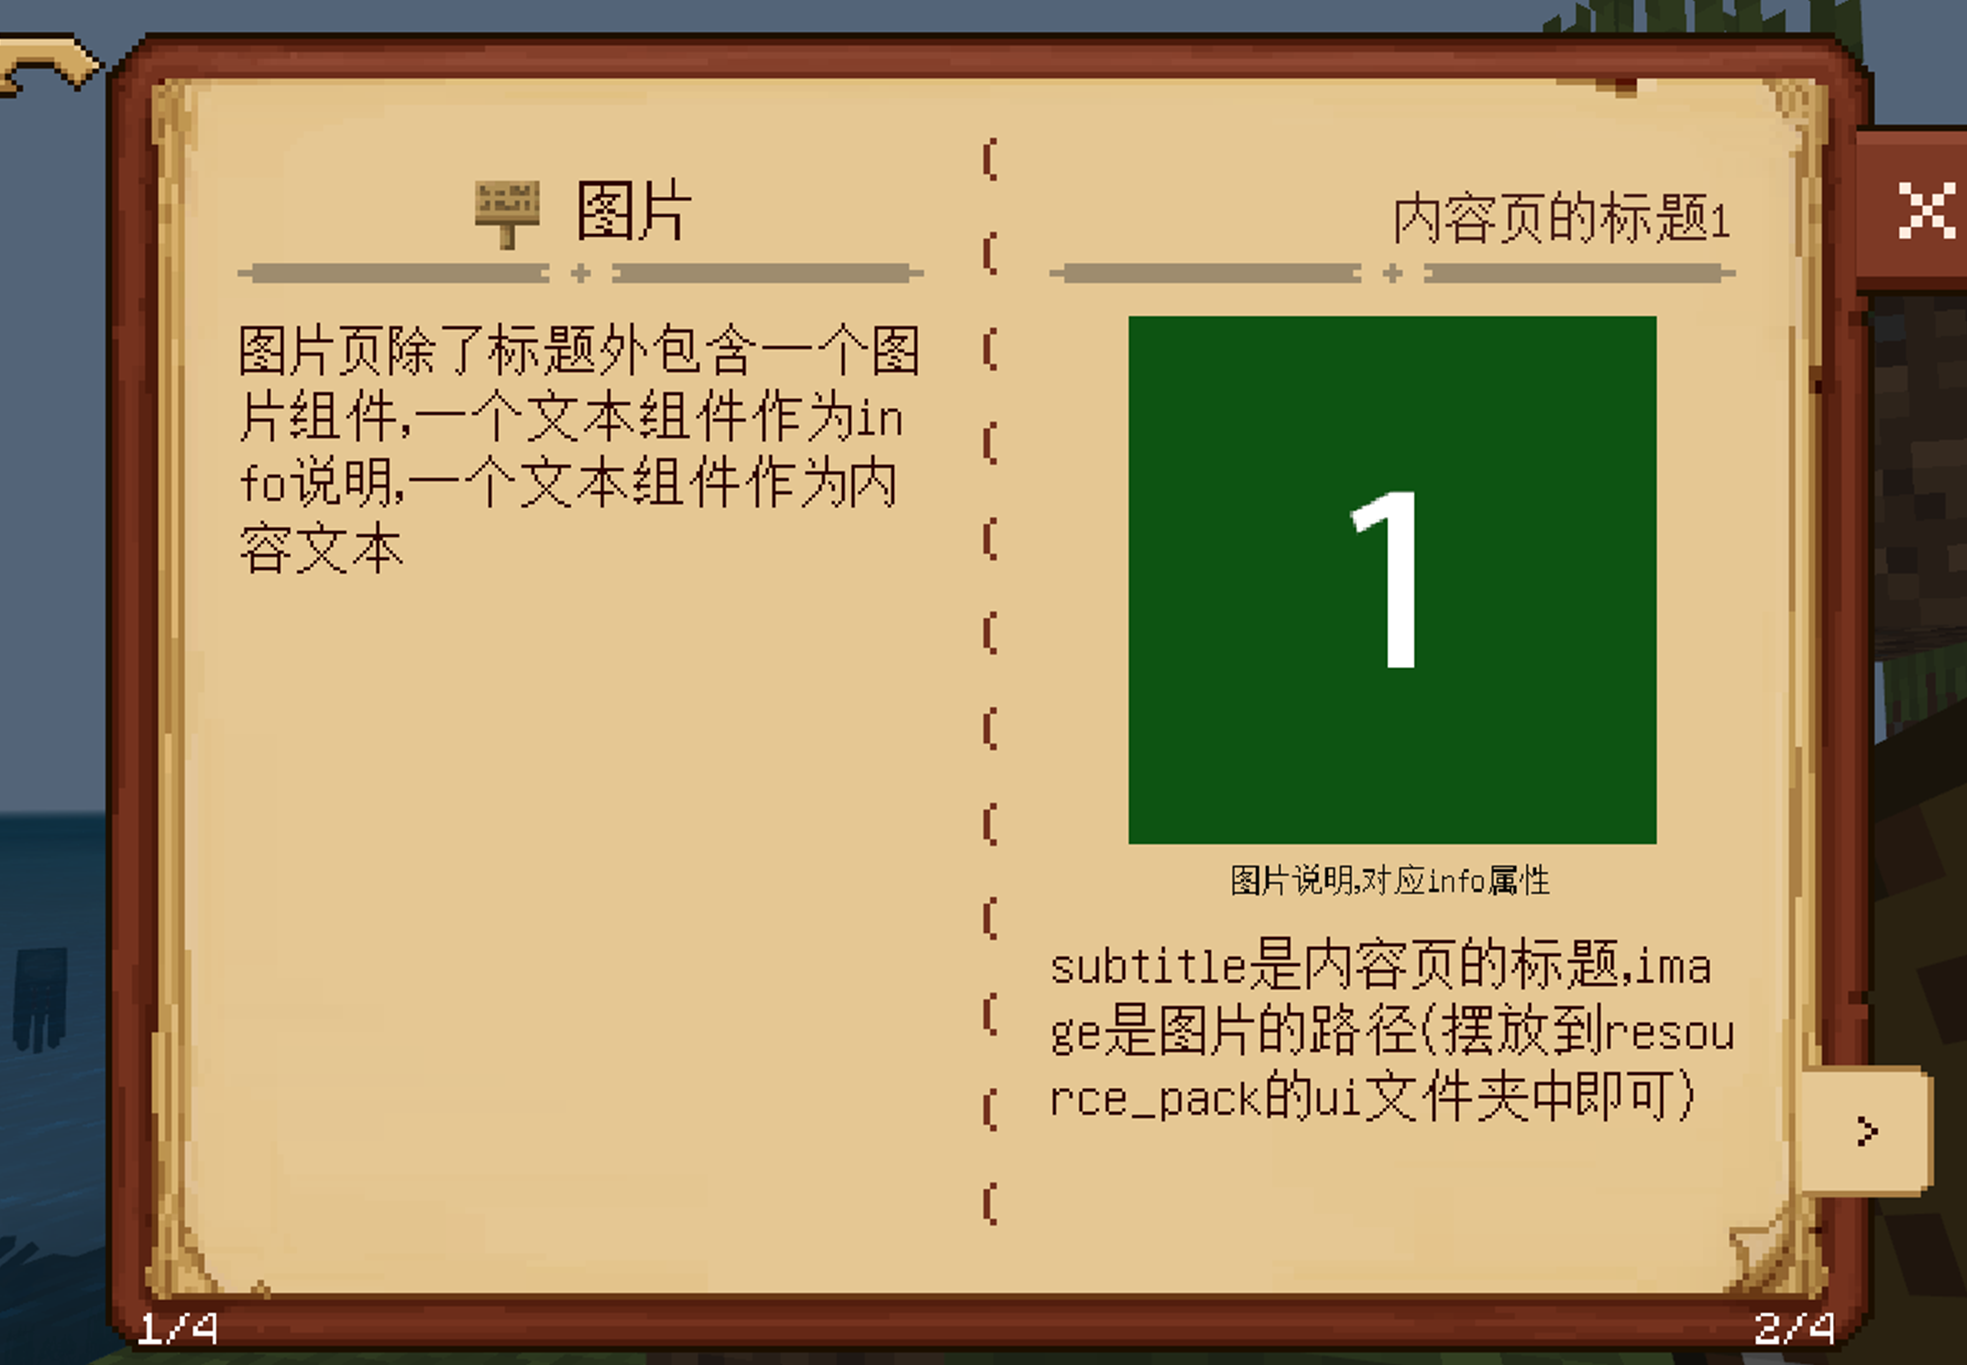 图片
图片页除了标题外包含一个图
片组件,一个文本组件作为in
fo说明,一个文本组件作为内
容文本
1/4
内容页的标题1
1
图片说明,对应info属性
subtitle是内容页的标题,ima
ge是图片的路径(摆放到resou
rce_pack的ui文件夹中即可)
>
2/4